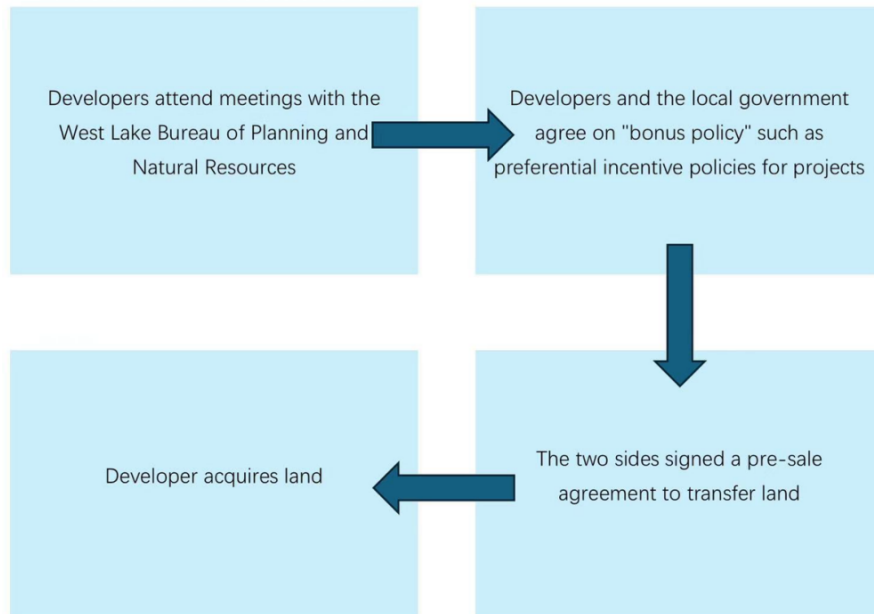 Developers attend meetings with the
West Lake Bureau of Planning and
Natural Resources
Developers and the local government
agree on "bonus policy" such as
preferential incentive policies for projects
The two sides signed a pre-sale
agreement to transfer land
Developer acquires land